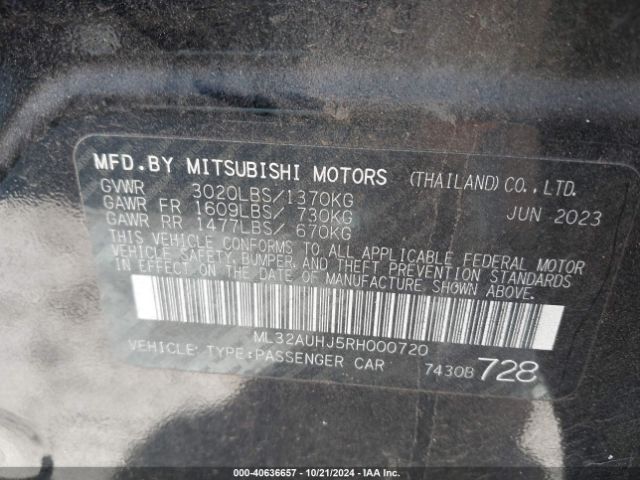 MFD.BY MITSUBISHI MOTORS (THAILAND) CO.,LTD.
GVWR 3020LBS/1370KG JUN 2023
GAWR FR 1609LBS/ 730KG
GAWR RR 1477LBS/ 670KG
THIS VEHICLE CONFORMS TO ALL APPLICABLE FEDERAL MOTOR
VEHICLE SAFETY, BUMPER, AND THEFT PREVENTION STANDARDS
IN EFFECT ON THE DATE OF MANUFACTURE SHOWN ABOVE.
ML32AUHJ5RH000720
VEHICLE TYPE:PASSENGER CAR 7430B 728
000-40636657 - 10/21/2024 - IAA Inc.